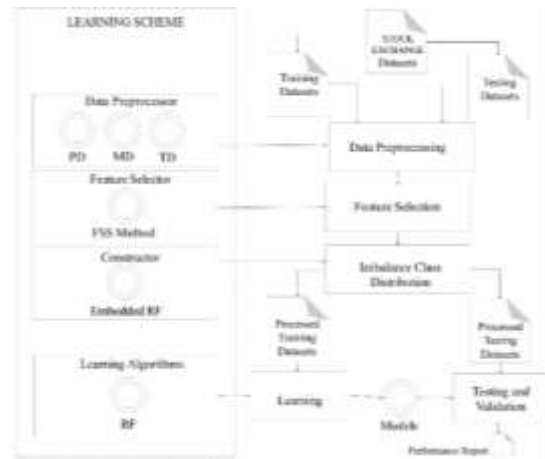 LEARNING SCHEME
STOCK
EXCHANGE
Datasets
Training
Datasets
Testing
Datasets
Data Preprocessor
PD MD TD
Data Preprocessing
Feature Selector
FSS Method
Feature Selection
Constructor
Embedded RF
Imbalance Class
Distribution
Processed
Training
Datasets
Processed
Testing
Datasets
Learning Algorithms
RF
Learning
Models
Testing and
Validation
Performance Report